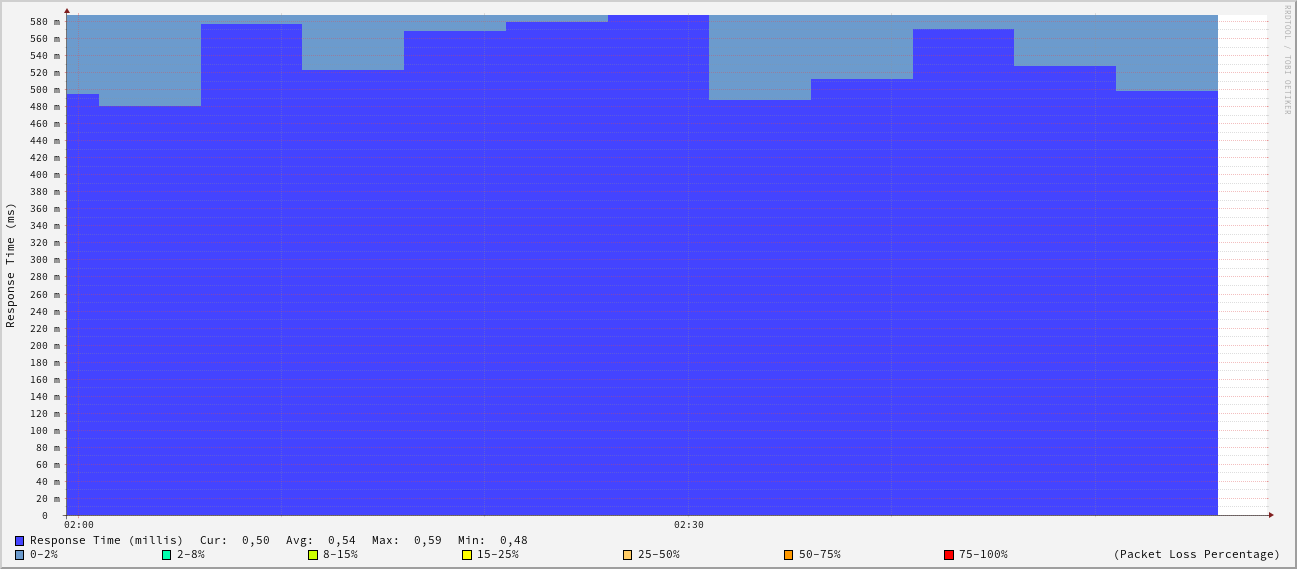 RRDTOOL / TOBI OETIKER
Response Time (ms)
580 m
560 m
540 m
520 m
500 m
480 m
460 m
440 m
420 m
400 m
380 m
360 m
340 m
320 m
300 m
280 m
260 m
240 m
220 m
200 m
180 m
160 m
140 m
120 m
100 m
80 m
60 m
40 m
20 m
0
02:00 02:30
Response Time (millis) Cur: 0,50 Avg: 0,54 Max: 0,59 Min: 0,48
0-2% 2-8% 8-15% 15-25% 25-50% 50-75% 75-100% (Packet Loss Percentage)